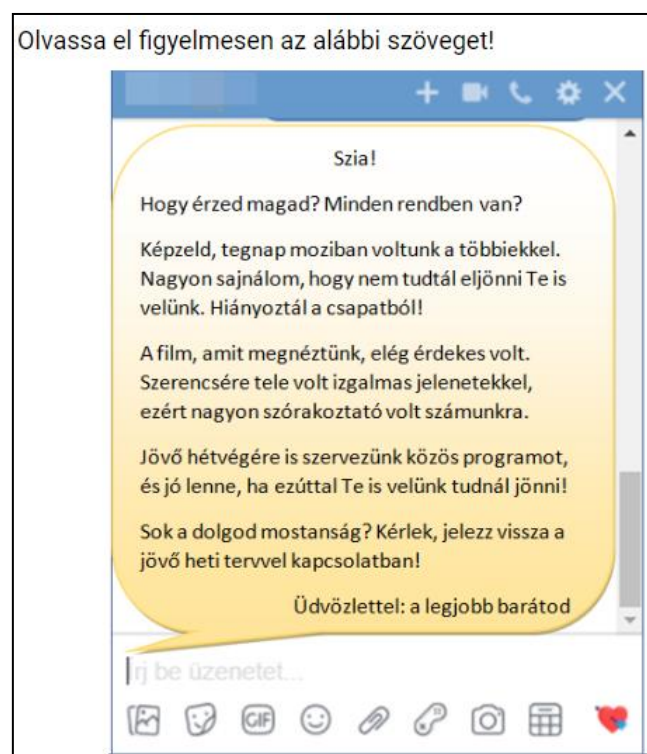 Olvassa el figyelmesen az alábbi szöveget!
Szia!
Hogy érzed magad? Minden rendben van?
Képzeld, tegnap moziban voltunk a többiekkel.
Nagyon sajnálom, hogy nem tudtál eljönni Te is
velünk. Hiányoztál a csapatból!
A film, amit megnéztünk, elég érdekes volt.
Szerencsére tele volt izgalmas jelenetekkel,
ezért nagyon szórakoztató volt számunkra.
Jövő hétvégére is szervezünk közös programot,
és jó lenne, ha ezúttal Te is velünk tudnál jönni!
Sok a dolgod mostanság? Kérlek, jelezz vissza a
jövő heti tervvel kapcsolatban!
Üdvözlettel: a legjobb barátod
Írj be üzenetet...
GIF